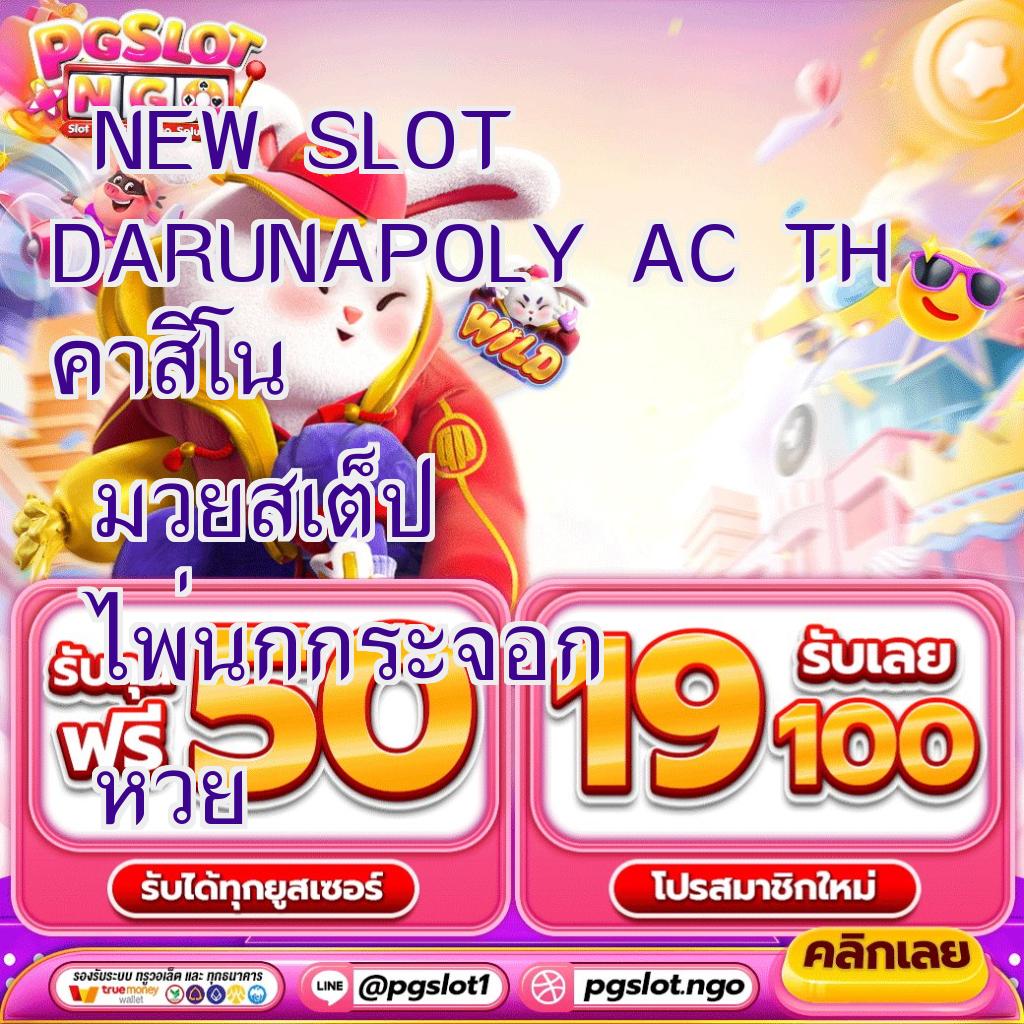 PGSLOT
NGO
Slot
NEW SLOT
DARUNAPOLY AC TH
คาสิโน
WILD
มวยสเต็ป
ไพ่นกกระจอก
หวย
ฟรี 50
19 รับเลย 100
รับได้ทุกยูสเซอร์
โปรสมาชิกใหม่
คลิกเลย
รองรับระบบ ทรูวอเล็ต และ ทุกธนาคาร
truemoney wallet
LINE @pgslot1
pgslot.ngo